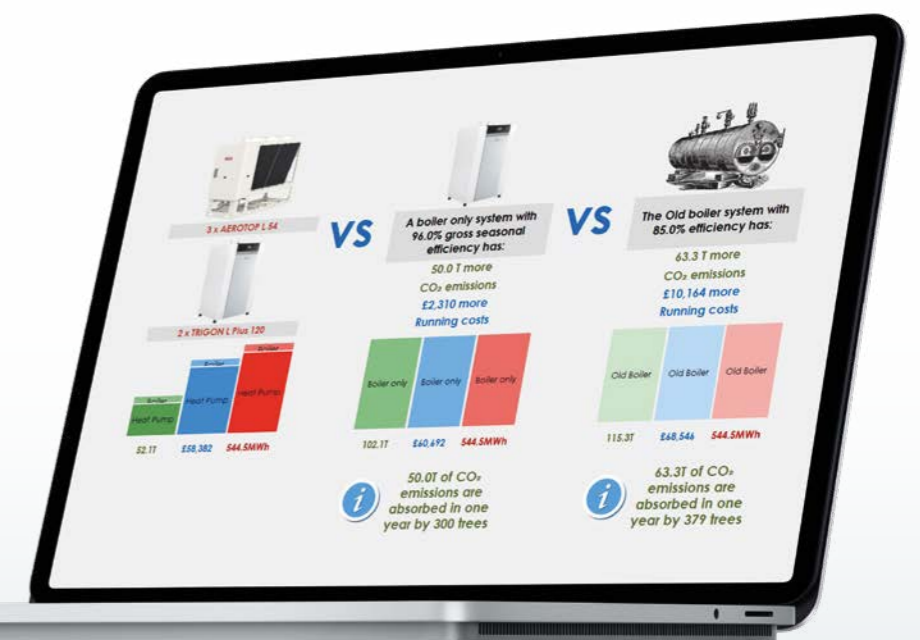 3 x AEROTOP L 54
2 x TRIGON L Plus 120
Boiler
Heat Pump
Boiler
Heat Pump
Boiler
Heat Pump
52.1T
£58,382
544.5MWh
VS
A boiler only system with
96.0% gross seasonal
efficiency has:
50.0 T more
CO₂ emissions
£2,310 more
Running costs
Boiler only
Boiler only
Boiler only
102.1T
£60,692
544.5MWh
i
50.0T of CO₂
emissions are
absorbed in one
year by 300 trees
VS
The Old boiler system with
85.0% efficiency has:
63.3 T more
CO₂ emissions
£10,164 more
Running costs
Old Boiler
Old Boiler
Old Boiler
115.3T
£68,546
544.5MWh
i
63.3T of CO₂
emissions are
absorbed in one
year by 379 trees